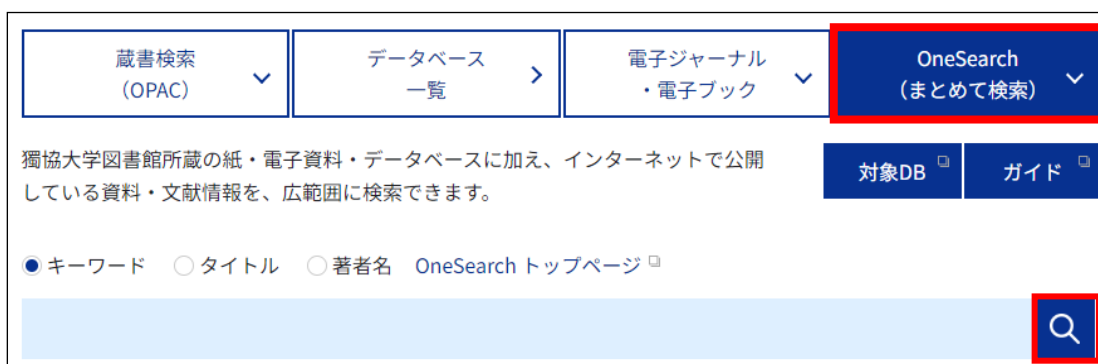 蔵書検索
（OPAC）
データベース
一覧
電子ジャーナル
・電子ブック
OneSearch
（まとめて検索）
獨協大学図書館所蔵の紙・電子資料・データベースに加え、インターネットで公開
している資料・文献情報を、広範囲に検索できます。
対象DB
ガイド
キーワード タイトル 著者名 OneSearch トップページ